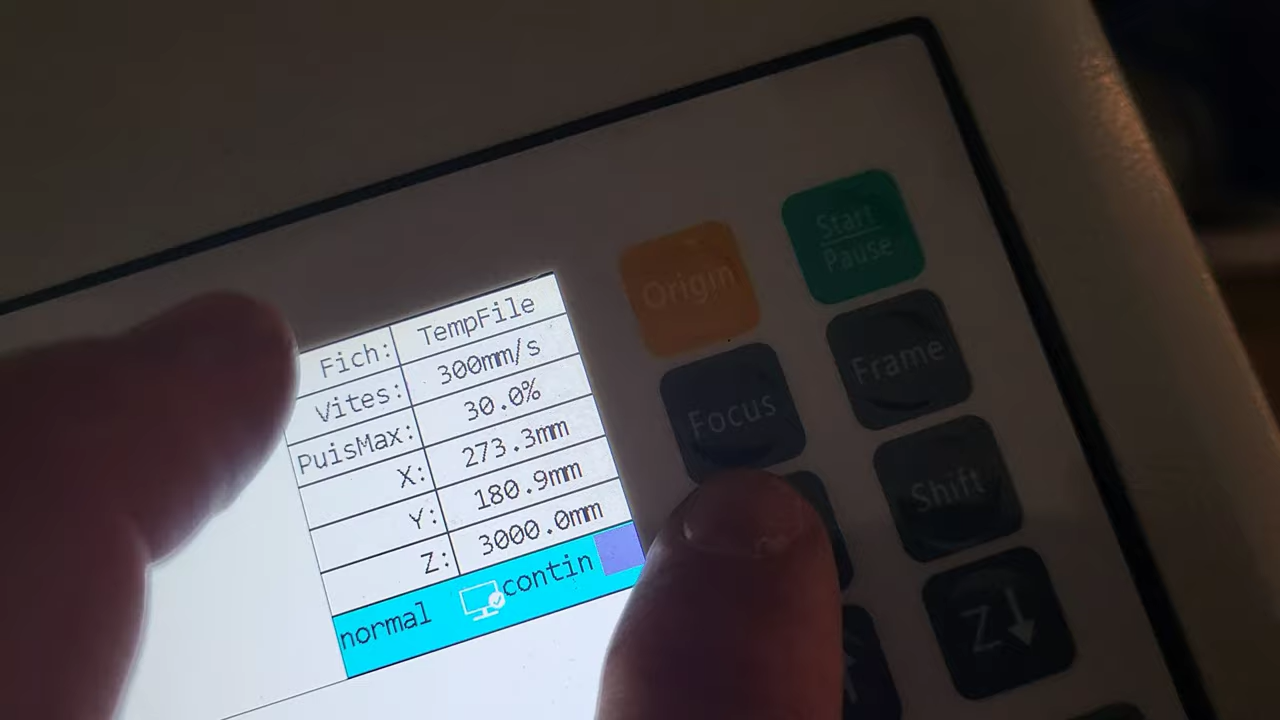 Fich: TempFile
Vites: 300mm/s
PuisMax: 30.0%
X: 273.3mm
Y: 180.9mm
Z: 3000.0mm
normal contin
Origin
Start
Pause
Focus
Frame
Shift
Z↓